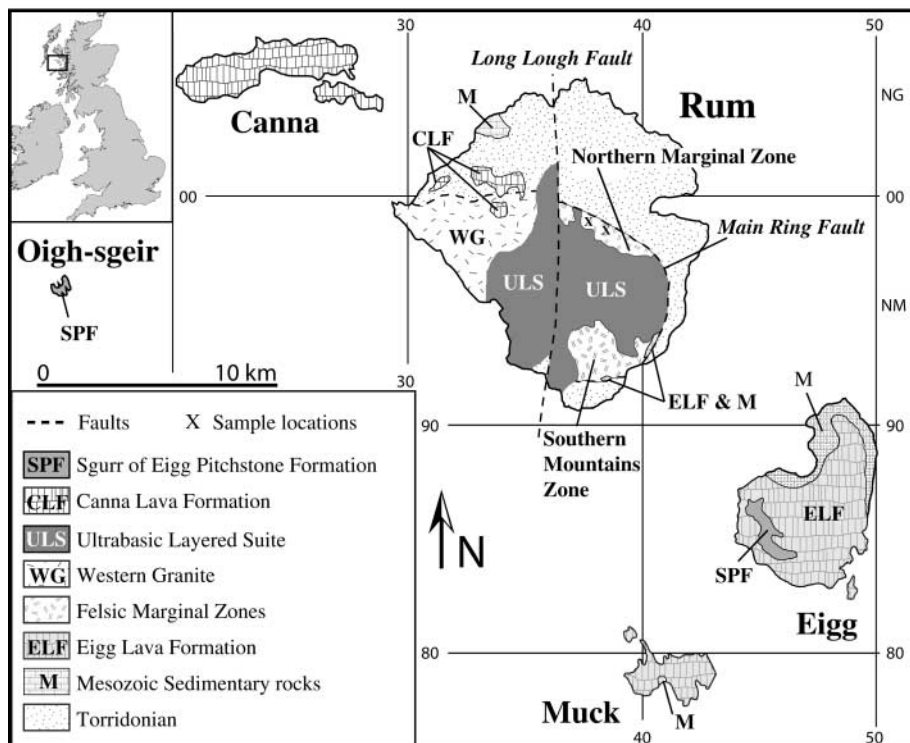 30
40
50
Long Lough Fault
M
Rum
NG
Canna
CLF
Northern Marginal Zone
00
00
WG
Main Ring Fault
Oigh-sgeir
ULS
ULS
SPF
NM
0
10 km
30
ELF & M
M
90
90
Southern
Mountains
Zone
Faults
X
Sample locations
SPF
Sgurr of Eigg Pitchstone Formation
CLF
Canna Lava Formation
ULS
Ultrabasic Layered Suite
WG
Western Granite
Felsic Marginal Zones
ELF
Eigg Lava Formation
M
Mesozoic Sedimentary rocks
Torridonian
N
x
x
ELF
SPF
Eigg
80
80
Muck
M
40
50